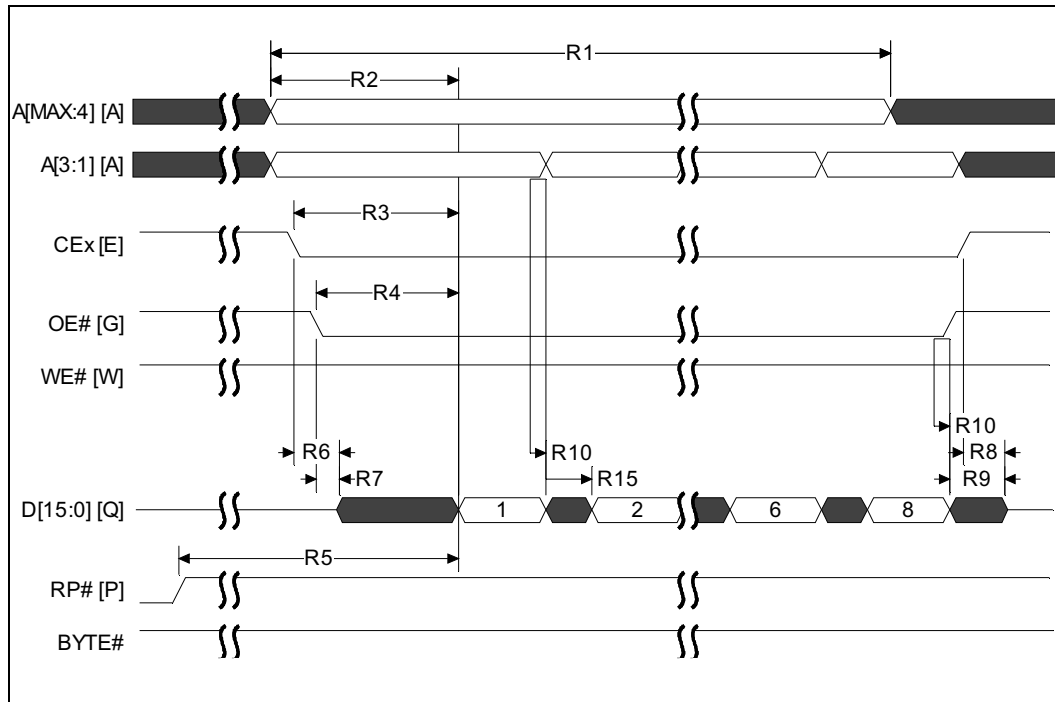 R1
R2
A[MAX:4] [A]
A[3:1] [A]
R3
CEx [E]
R4
OE# [G]
WE# [W]
R10
R6
R10
R8
R7
R15
R9
D[15:0] [Q]
1
2
6
8
R5
RP# [P]
BYTE#